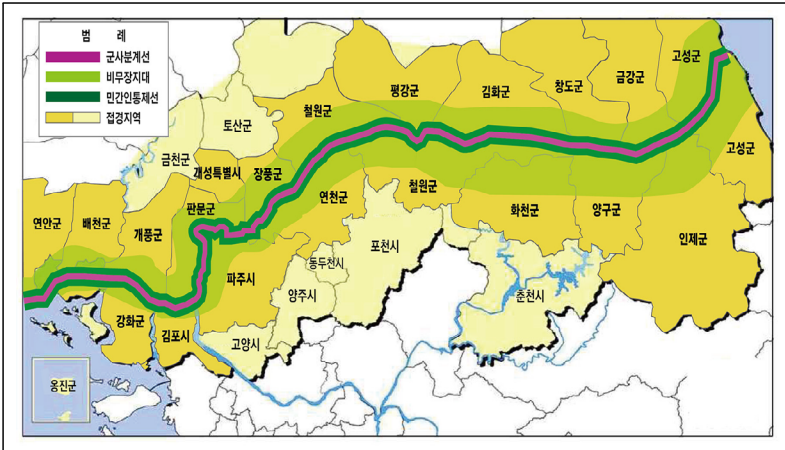 범 례
군사분계선
비무장지대
민간인통제선
접경지역
고성군
금강군
창도군
김화군
평강군
철원군
토산군
금천군
개성특별시
장풍군
고성군
연천군
철원군
판문군
화천군
양구군
연안군
배천군
개풍군
인제군
포천시
동두천시
파주시
양주시
춘천시
강화군
김포시
고양시
옹진군